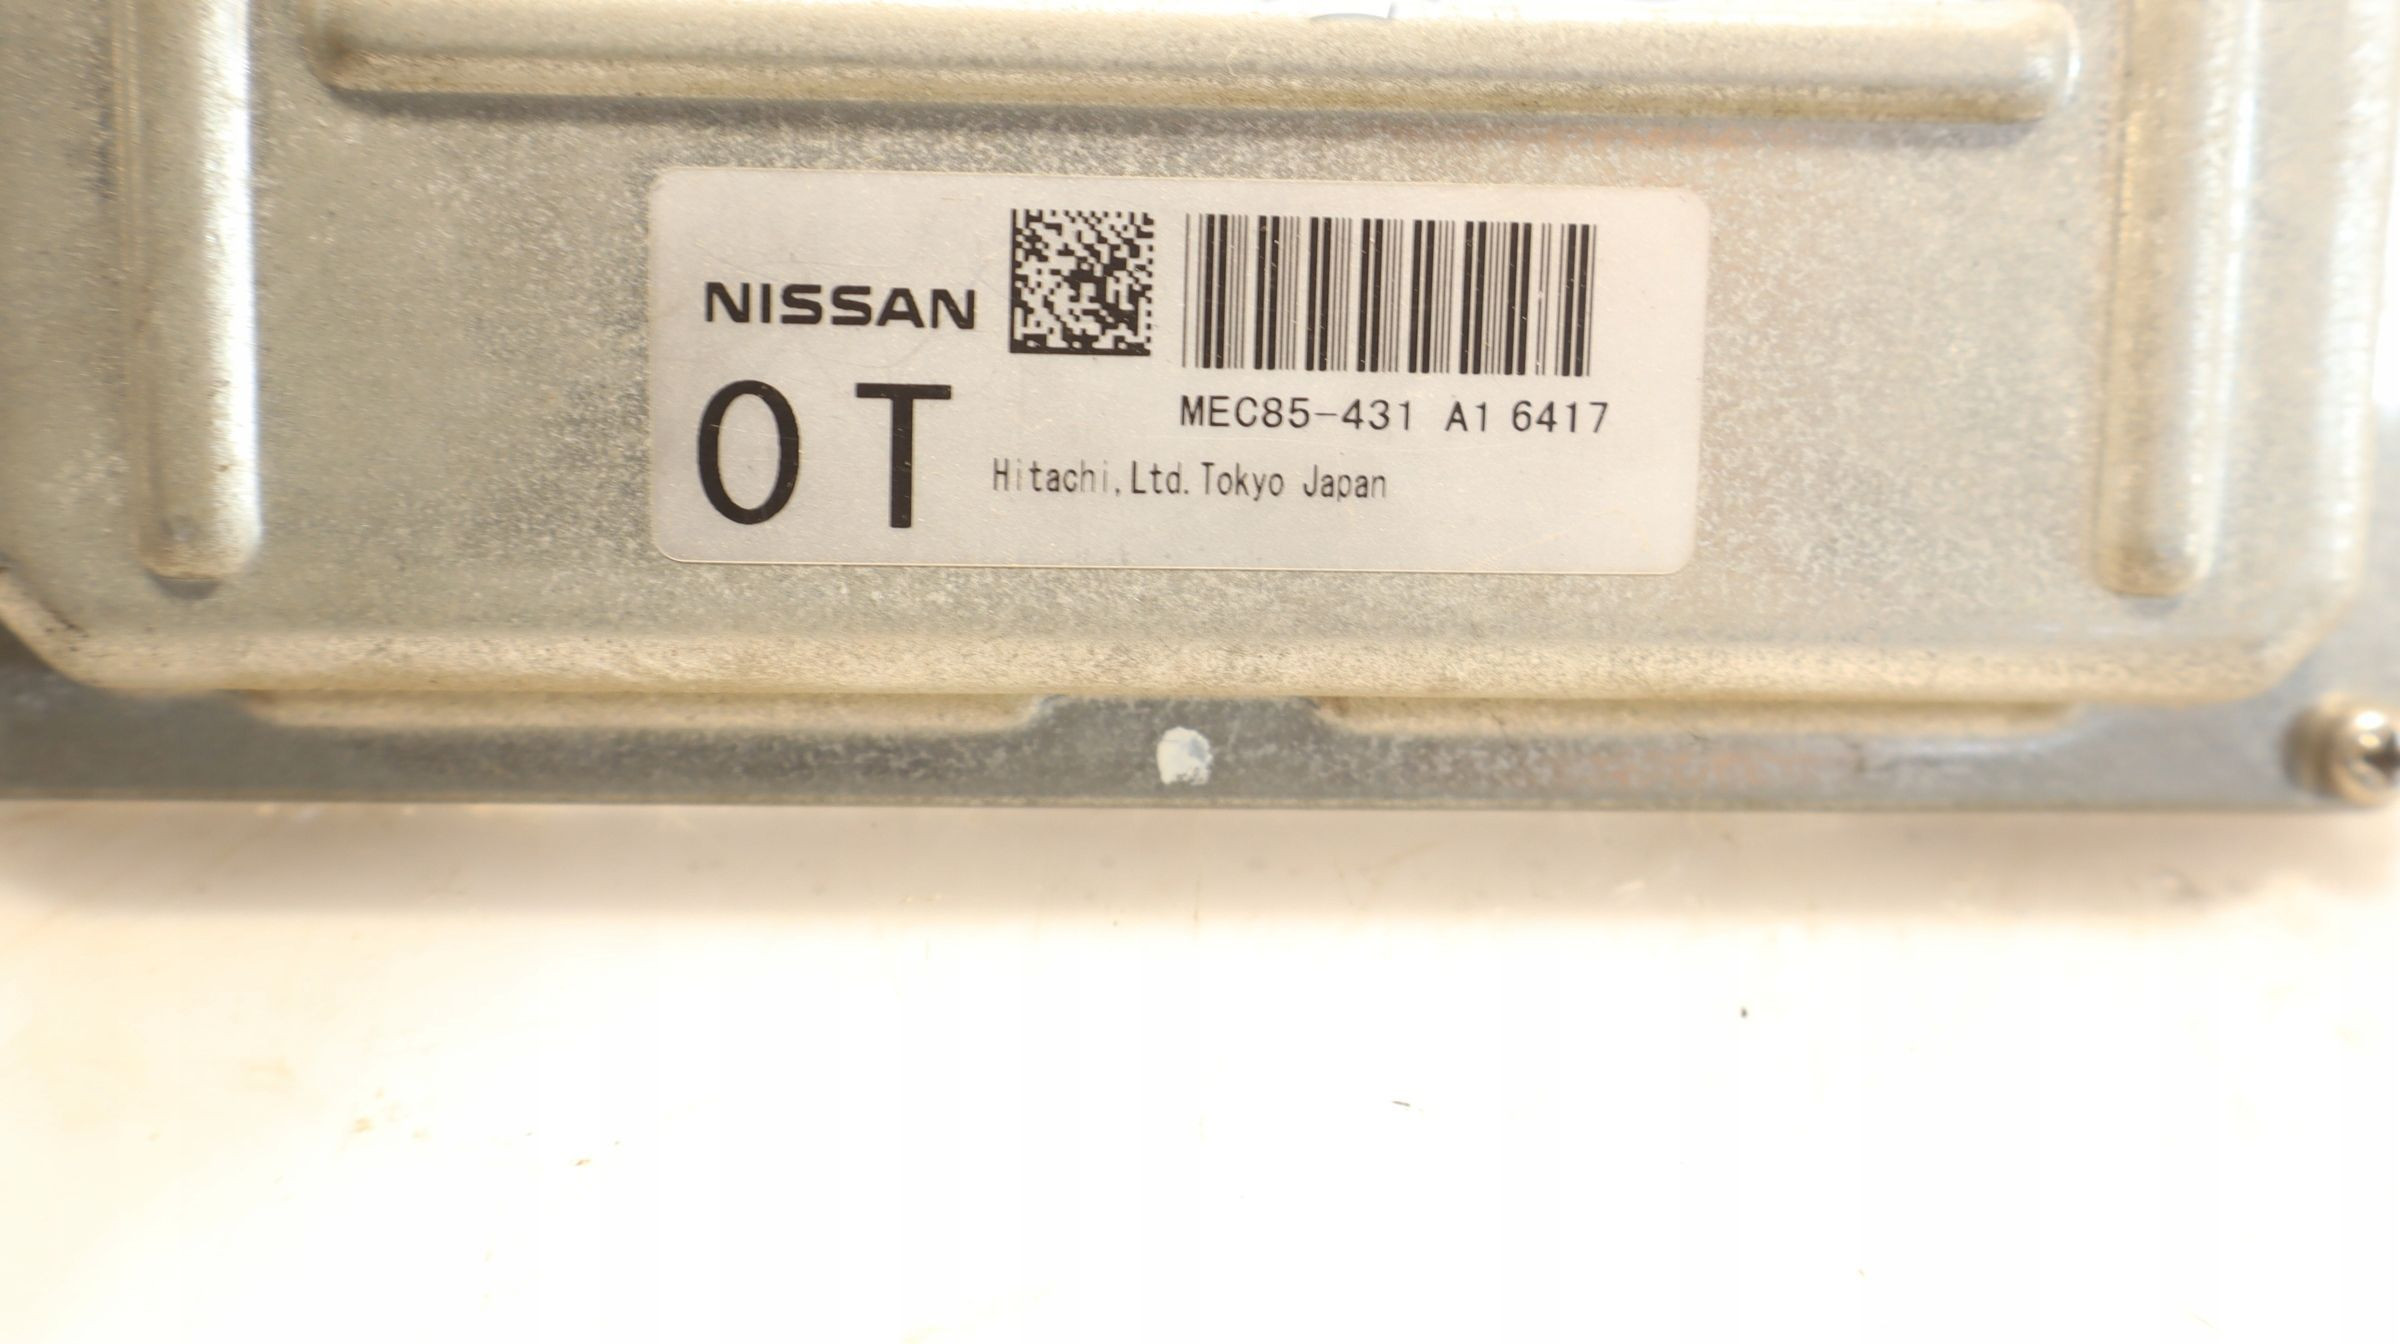 NISSAN
MEC85-431 A1 6417
0T
Hitachi,Ltd.Tokyo Japan